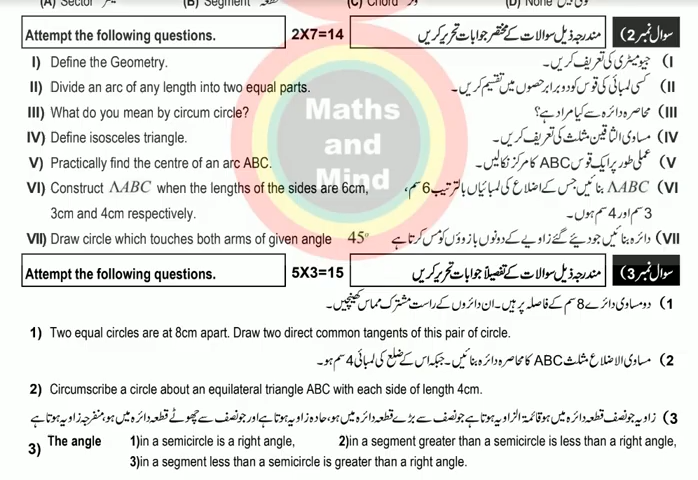 (A) Sector سیکٹر (B) Segment قطعہ (C) Chord وتر (D) None
Attempt the following questions. 2X7=14 مندرجہ ذیل سوالات کے مختصر جوابات تحریر کریں سوال نمبر 2)
I) Define the Geometry. جیومیٹری کی تعریف کریں۔ (I
II) Divide an arc of any length into two equal parts. کسی لمبائی کی قوس کو دو برابر حصوں میں تقسیم کریں۔ (II
III) What do you mean by circum circle? محاصرہ دائرہ سے کیا مراد ہے؟ (III
IV) Define isosceles triangle. مساوی الثاقین مثلث کی تعریف کریں۔ (IV
V) Practically find the centre of an arc ABC. عملی طور پر ایک قوس ABC کا مرکز نکالیں۔ (V
VI) Construct ΛABC when the lengths of the sides are 6cm, ΛABC بنائیں جس کے اضلاع کی لمبائیاں بالترتیب 6 سم، (VI
3cm and 4cm respectively. 3 سم اور 4 سم ہوں۔
VII) Draw circle which touches both arms of given angle 45° دائرہ بنائیں جو دیئے گئے زاویے کے دونوں بازوؤں کو مس کرتا ہے (VII
Maths
and
Mind
Attempt the following questions. 5X3=15 مندرجہ ذیل سوالات کے تفصیلاً جوابات تحریر کریں سوال نمبر 3)
1) دو مساوی دائرے 8 سم کے فاصلہ پر ہیں۔ ان دائروں کے راست مشترک مماس کھینچیں۔
1) Two equal circles are at 8cm apart. Draw two direct common tangents of this pair of circle.
2) مساوی الاضلاع مثلث ABC کا محاصرہ دائرہ بنائیں۔ جبکہ اس کے ضلع کی لمبائی 4 سم ہو۔
2) Circumscribe a circle about an equilateral triangle ABC with each side of length 4cm.
3) زاویہ جو نصف قطعہ دائرہ میں ہو قائمۃ الزاویہ ہوتا ہے جو نصف سے بڑے قطعہ دائرہ میں ہو، حادہ زاویہ ہوتا ہے اور جو نصف سے چھوٹے قطعہ دائرہ میں ہو، منفرجہ زاویہ ہوتا ہے
3) The angle 1)in a semicircle is a right angle, 2)in a segment greater than a semicircle is less than a right angle,
3)in a segment less than a semicircle is greater than a right angle.